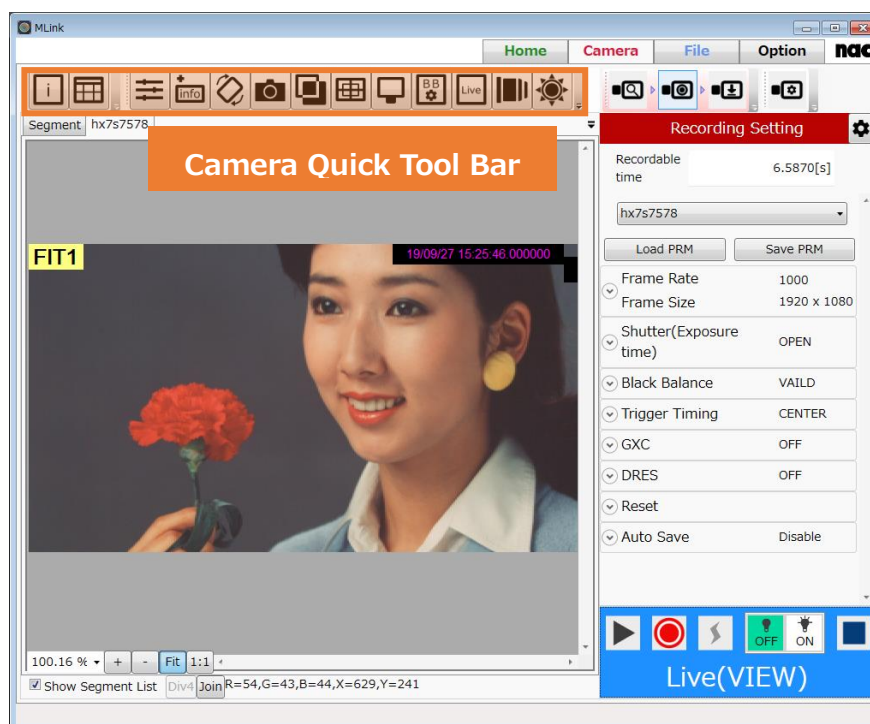 MLink
Home Camera File Option nac
i info BB Live
Segment hx7s7578
Camera Quick Tool Bar
FIT1
19/09/27 15:25:46.000000
Recording Setting
Recordable
time
6.5870[s]
hx7s7578
Load PRM Save PRM
Frame Rate 1000
Frame Size 1920 x 1080
Shutter(Exposure
time)
OPEN
Black Balance VAILD
Trigger Timing CENTER
GXC OFF
DRES OFF
Reset
Auto Save Disable
OFF ON
Live(VIEW)
100.16 % + - Fit 1:1
Show Segment List Div4 Join R=54,G=43,B=44,X=629,Y=241